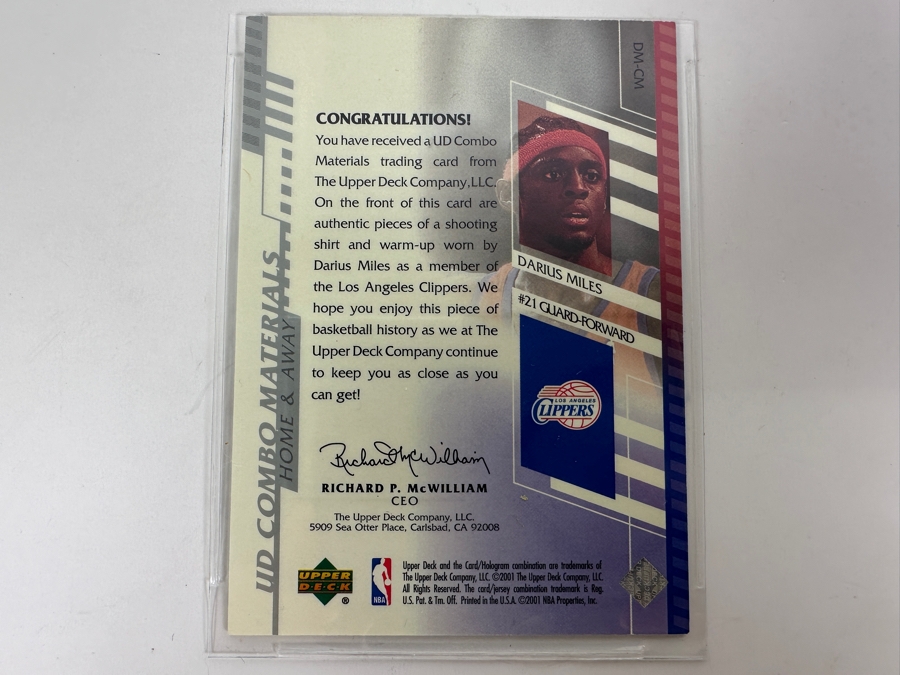 DM-CM
CONGRATULATIONS!
You have received a UD Combo
Materials trading card from
The Upper Deck Company, LLC.
On the front of this card are
authentic pieces of a shooting
shirt and warm-up worn by
Darius Miles as a member of
the Los Angeles Clippers. We
hope you enjoy this piece of
basketball history as we at The
Upper Deck Company continue
to keep you as close as you
can get!
Richard P. McWilliam
RICHARD P. McWILLIAM
CEO
The Upper Deck Company, LLC.
5909 Sea Otter Place, Carlsbad, CA 92008
UD COMBO MATERIALS
HOME & AWAY
DARIUS MILES
#21 GUARD-FORWARD
LOS ANGELES
CLIPPERS
UPPER
D·E·C·K
®
NBA
Upper Deck and the Card/Hologram combination are trademarks of
The Upper Deck Company, LLC. ©2001 The Upper Deck Company, LLC.
All Rights Reserved. The card/jersey combination trademark is Reg.
U.S. Pat. & Tm. Off. Printed in the U.S.A. ©2001 NBA Properties, Inc.